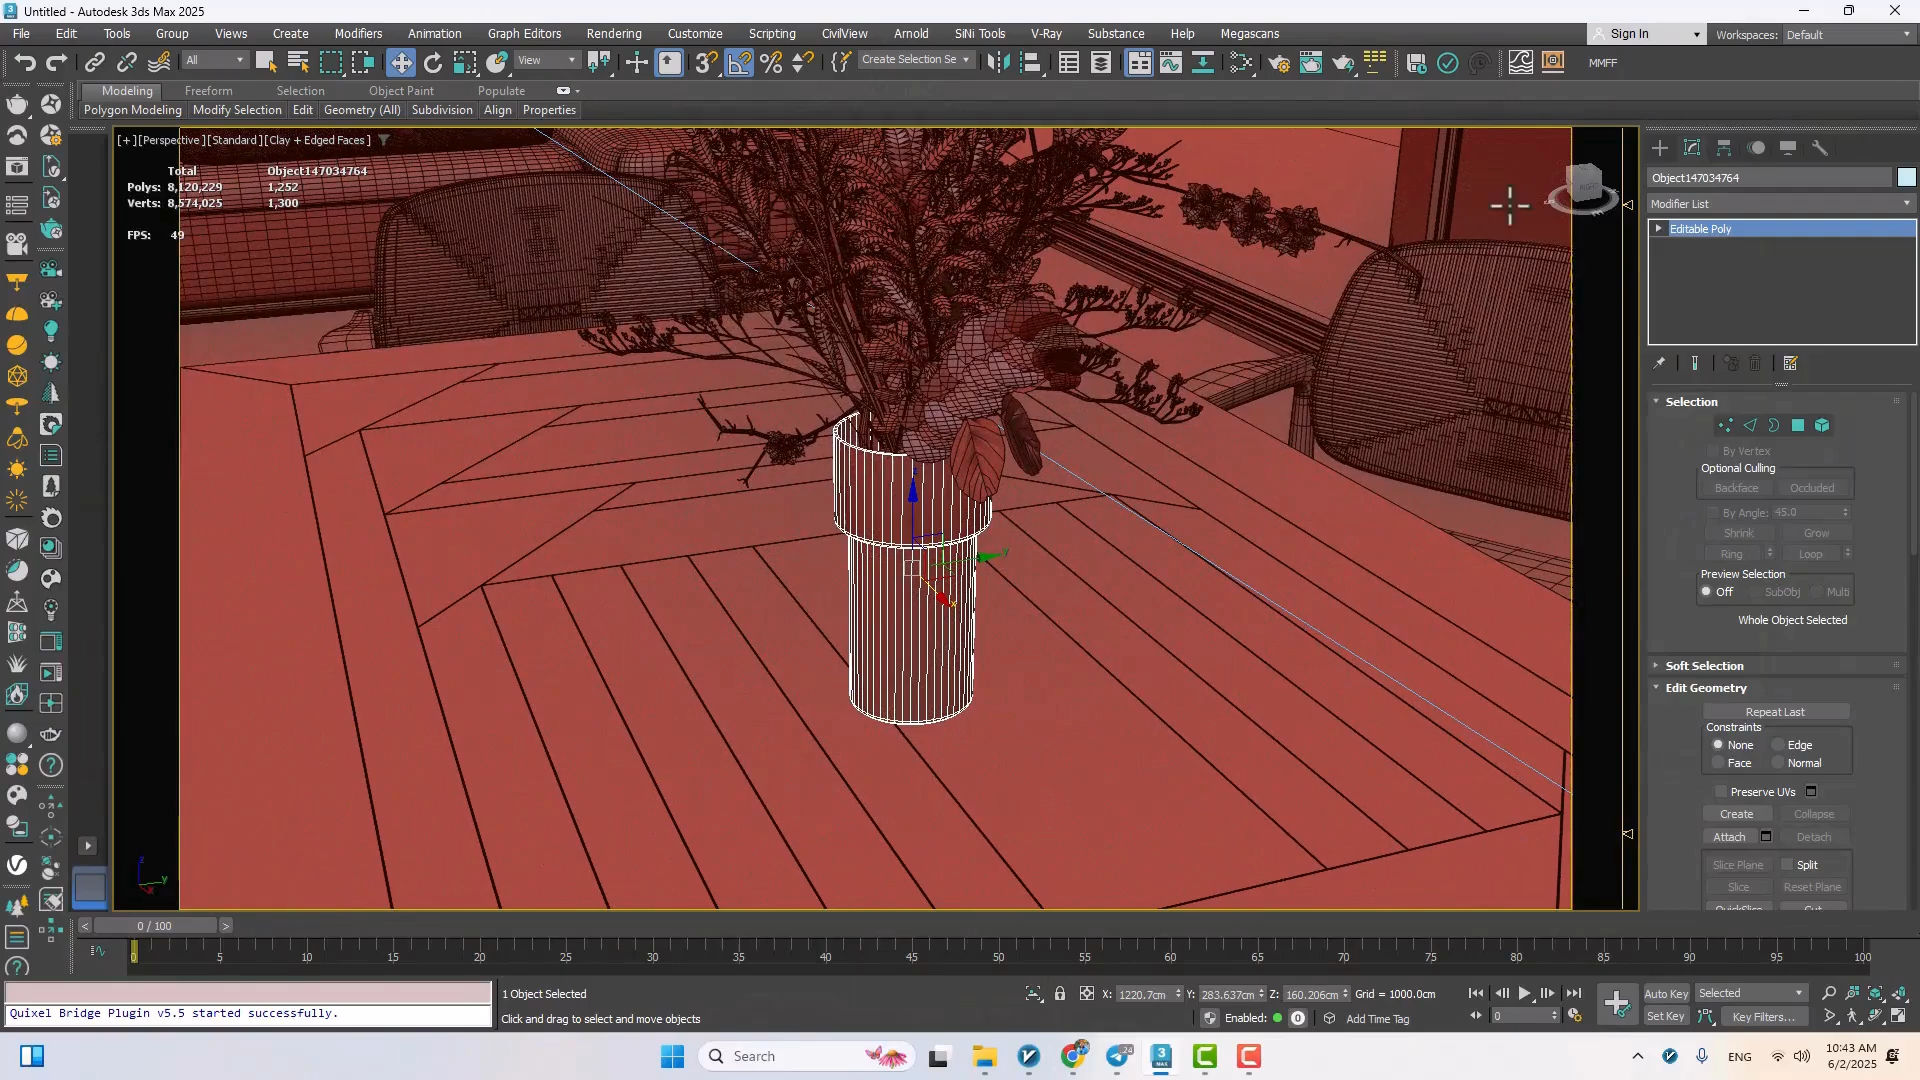 Untitled - Autodesk 3ds Max 2025
File Edit Tools Group Views Create Modifiers Animation Graph Editors Rendering Customize Scripting CivilView Arnold SiNi Tools V-Ray Substance Help Megascans
Sign In Workspaces: Default
All View Create Selection Se MMFF
Modeling Freeform Selection Object Paint Populate
Polygon Modeling Modify Selection Edit Geometry (All) Subdivision Align Properties
[+][Perspective][Standard][Clay + Edged Faces]
Total Object147034764
Polys: 8,120,229 1,252
Verts: 8,574,025 1,300
FPS: 49
Object147034764
Modifier List
Editable Poly
Selection
By Vertex
Optional Culling
Backface Occluded
By Angle: 45.0
Shrink Grow
Ring Loop
Preview Selection
Off SubObj Multi
Whole Object Selected
Soft Selection
Edit Geometry
Repeat Last
Constraints
None Edge
Face Normal
Preserve UVs
Create Collapse
Attach Detach
Slice Plane Split
Slice Reset Plane
QuickSlice Cut
0 / 100
0 5 10 15 20 25 30 35 40 45 50 55 60 65 70 75 80 85 90 95 100
1 Object Selected
X: 1220.7cm Y: 283.637cm Z: 160.206cm Grid = 1000.0cm
Auto Key Selected
Quixel Bridge Plugin v5.5 started successfully.
Click and drag to select and move objects
Enabled: 0 Add Time Tag
0 Set Key Key Filters...
Search
24
ENG
10:43 AM
6/2/2025